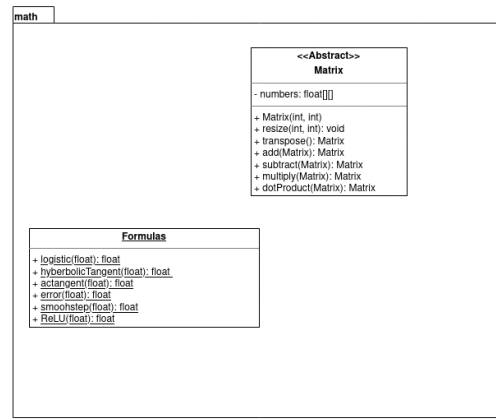 math
<<Abstract>>
Matrix
- numbers: float[][]
+ Matrix(int, int)
+ resize(int, int): void
+ transpose(): Matrix
+ add(Matrix): Matrix
+ subtract(Matrix): Matrix
+ multiply(Matrix): Matrix
+ dotProduct(Matrix): Matrix
Formulas
+ logistic(float): float
+ hyberbolicTangent(float): float
+ actangent(float): float
+ error(float): float
+ smoohstep(float): float
+ ReLU(float): float